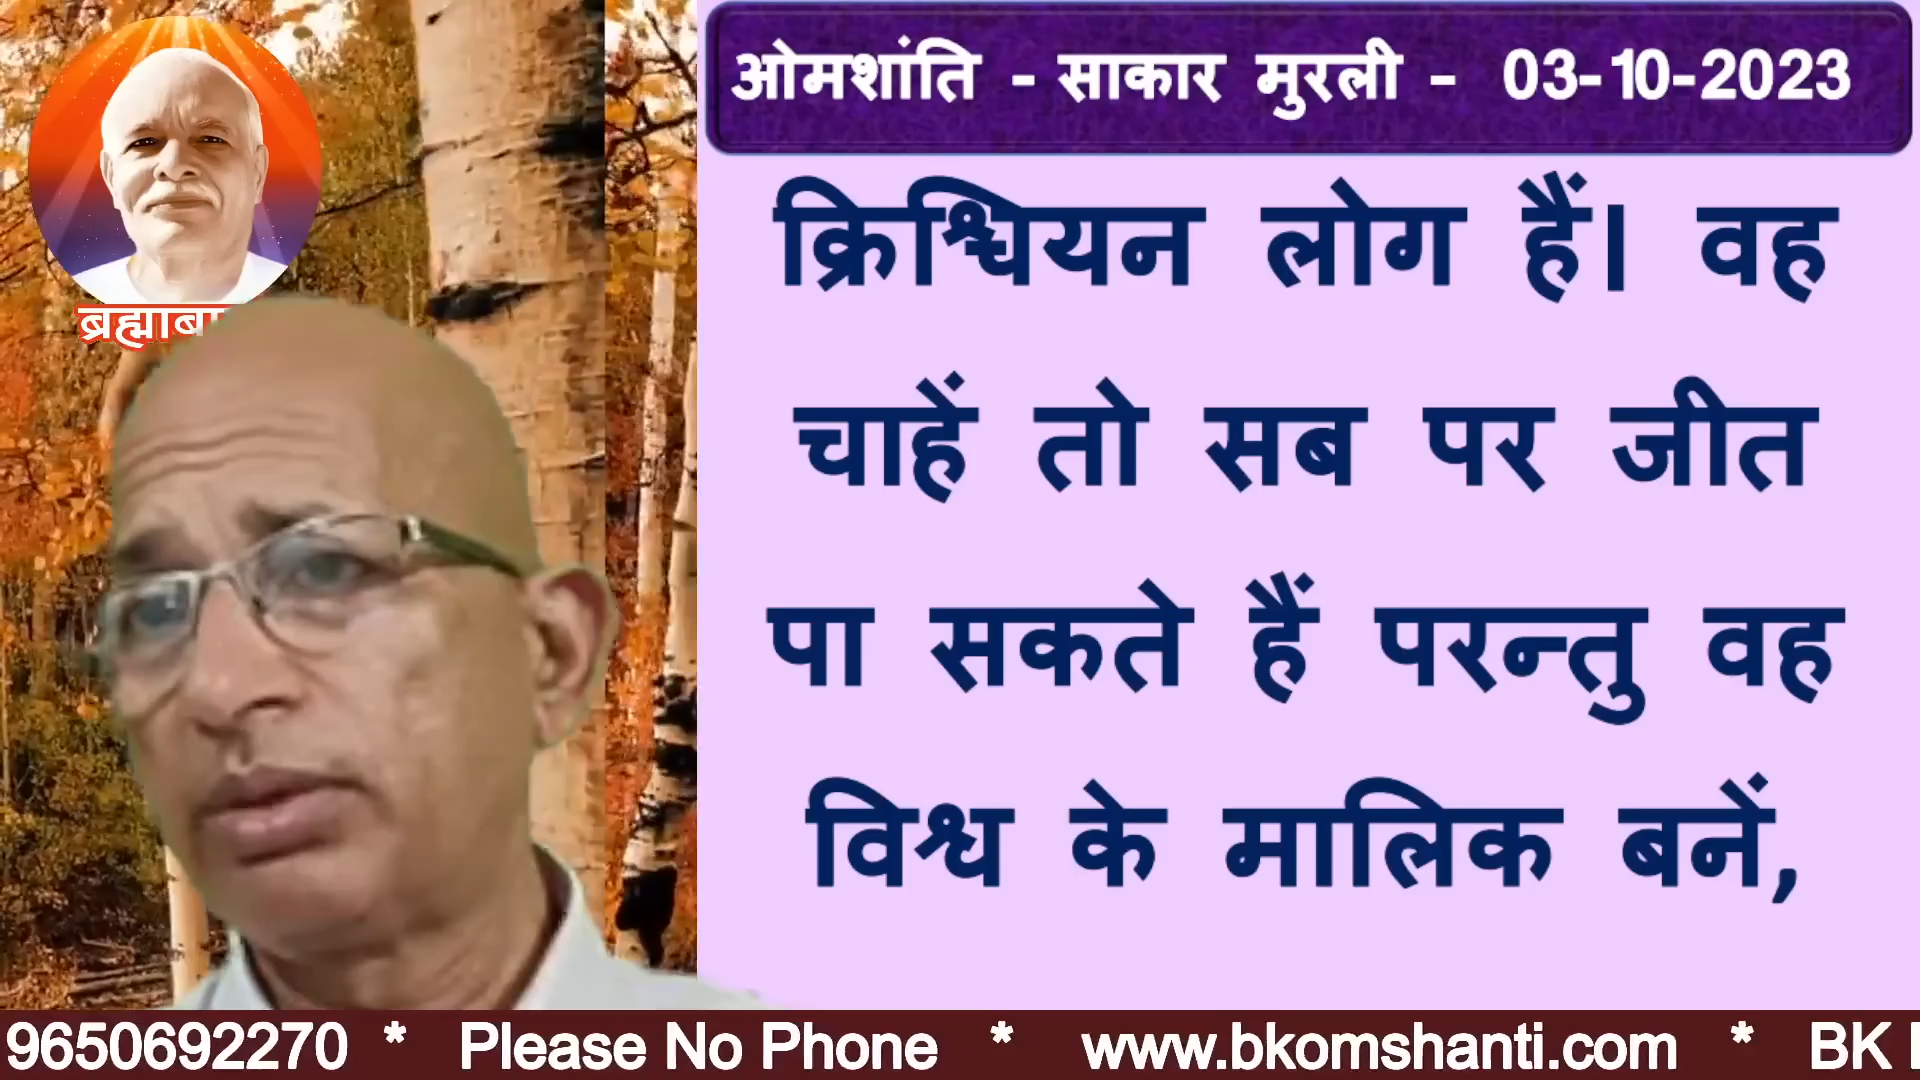 ओमशांति - साकार मुरली - 03-10-2023
क्रिश्चियन लोग हैं। वह
चाहें तो सब पर जीत
पा सकते हैं परन्तु वह
विश्व के मालिक बनें,
9650692270 * Please No Phone * www.bkomshanti.com * BK